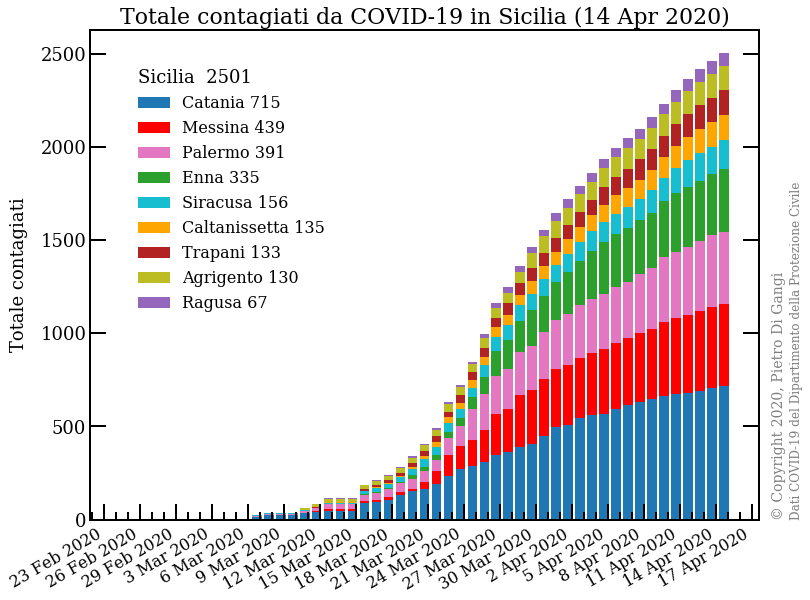 Totale contagiati da COVID-19 in Sicilia (14 Apr 2020)
Totale contagiati
2500
2000
1500
1000
500
0
Sicilia 2501
Catania 715
Messina 439
Palermo 391
Enna 335
Siracusa 156
Caltanissetta 135
Trapani 133
Agrigento 130
Ragusa 67
23 Feb 2020
26 Feb 2020
29 Feb 2020
3 Mar 2020
6 Mar 2020
9 Mar 2020
12 Mar 2020
15 Mar 2020
18 Mar 2020
21 Mar 2020
24 Mar 2020
27 Mar 2020
30 Mar 2020
2 Apr 2020
5 Apr 2020
8 Apr 2020
11 Apr 2020
14 Apr 2020
17 Apr 2020
© Copyright 2020, Pietro Di Gangi
Dati COVID-19 del Dipartimento della Protezione Civile